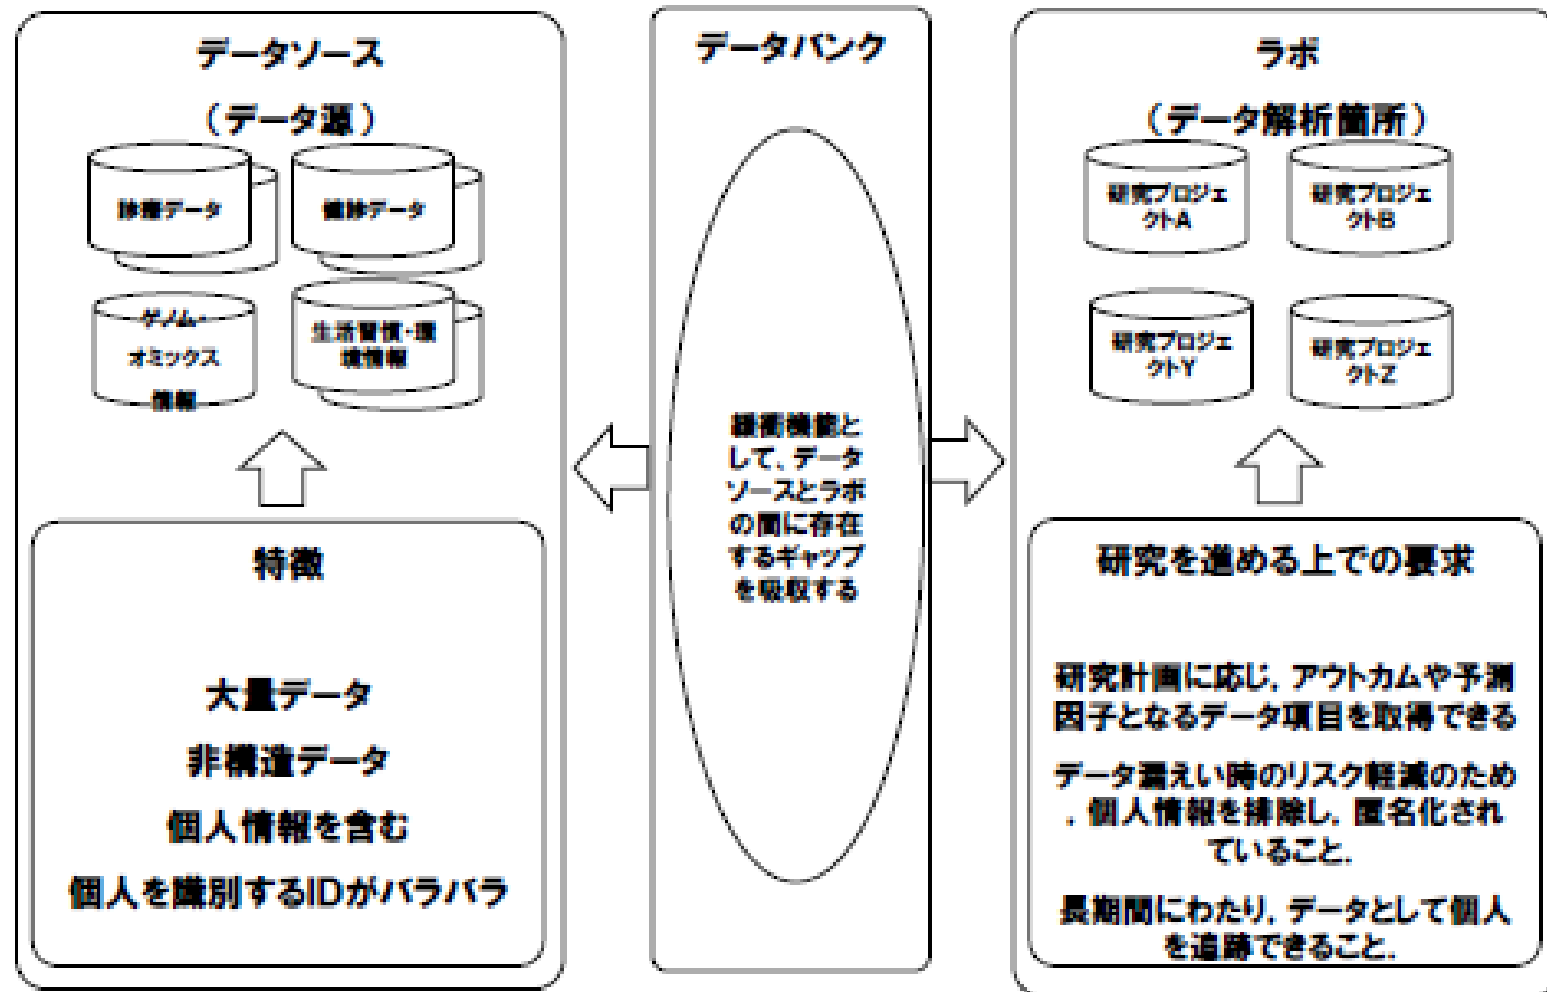 データソース
（データ源）
診療データ
健診データ
ゲノム・
オミックス
情報
生活習慣・環
境情報
特徴
大量データ
非構造データ
個人情報を含む
個人を識別するIDがバラバラ
データバンク
緩衝機能と
して、データ
ソースとラボ
の間に存在
するギャップ
を吸収する
ラボ
（データ解析箇所）
研究プロジェ
クトA
研究プロジェ
クトB
研究プロジェ
クトY
研究プロジェ
クトZ
研究を進める上での要求
研究計画に応じ，アウトカムや予測
因子となるデータ項目を取得できる
データ漏えい時のリスク軽減のため
，個人情報を排除し，匿名化され
ていること．
長期間にわたり，データとして個人
を追跡できること．